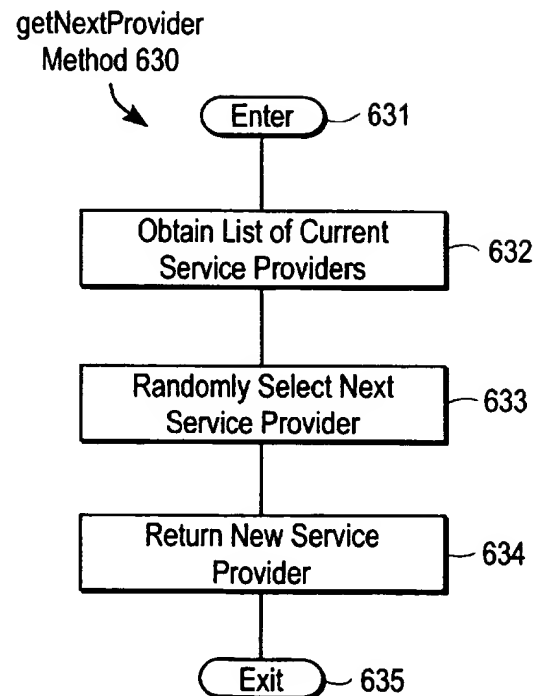 getNextProvider
Method 630
Enter
631
Obtain List of Current
Service Providers
632
Randomly Select Next
Service Provider
633
Return New Service
Provider
634
Exit
635